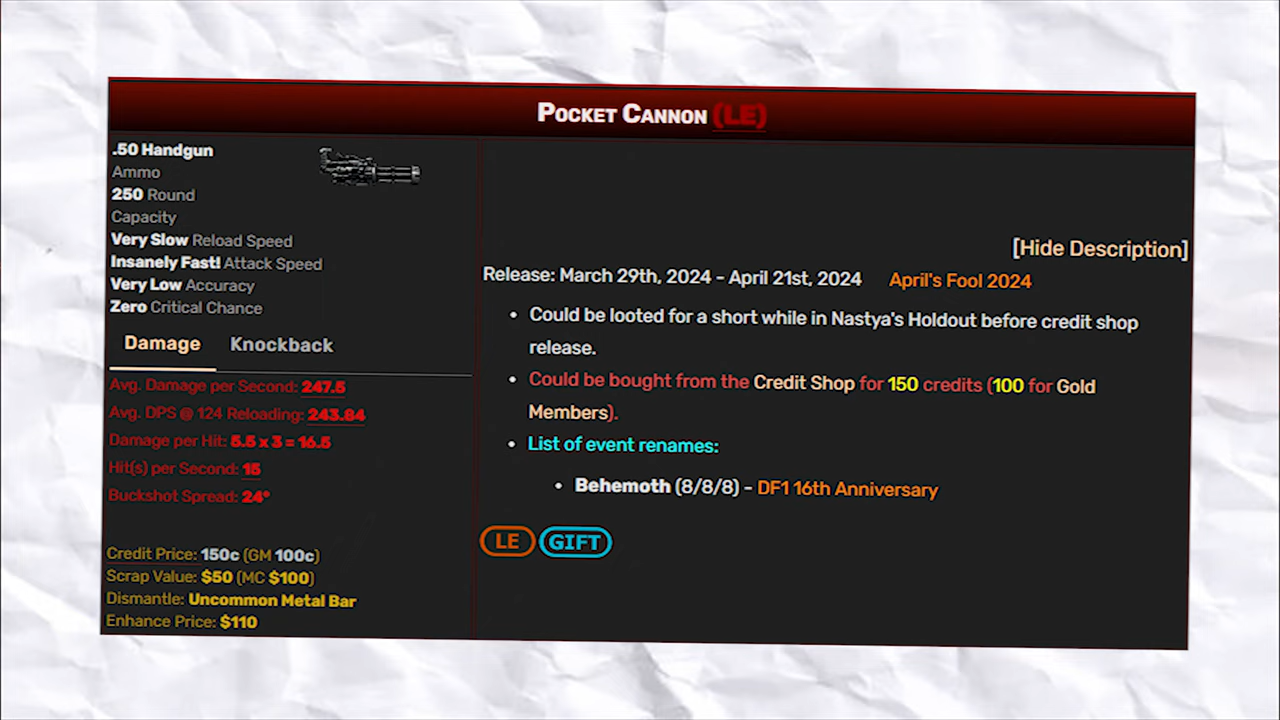 Pocket Cannon (LE)
.50 Handgun
Ammo
250 Round
Capacity
Very Slow Reload Speed
Insanely Fast! Attack Speed
Very Low Accuracy
Zero Critical Chance
Damage Knockback
Avg. Damage per Second: 247.5
Avg. DPS @ 124 Reloading: 243.84
Damage per Hit: 5.5 x 3 = 16.5
Hit(s) per Second: 15
Buckshot Spread: 24°
Credit Price: 150c (GM 100c)
Scrap Value: $50 (MC $100)
Dismantle: Uncommon Metal Bar
Enhance Price: $110
[Hide Description]
Release: March 29th, 2024 - April 21st, 2024 April's Fool 2024
• Could be looted for a short while in Nastya's Holdout before credit shop
release.
• Could be bought from the Credit Shop for 150 credits (100 for Gold
Members).
• List of event renames:
• Behemoth (8/8/8) - DF1 16th Anniversary
LE GIFT